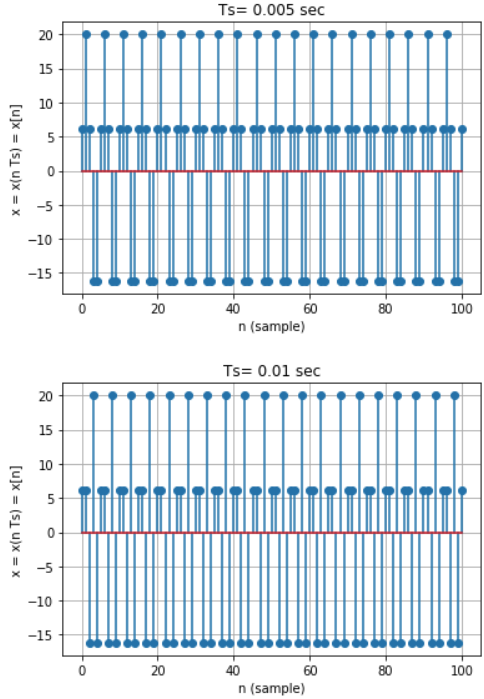 Ts= 0.005 sec
20
15
10
5
0
−5
−10
−15
x = x(n Ts) = x[n]
0 20 40 60 80 100
n (sample)
Ts= 0.01 sec
20
15
10
5
0
−5
−10
−15
x = x(n Ts) = x[n]
0 20 40 60 80 100
n (sample)